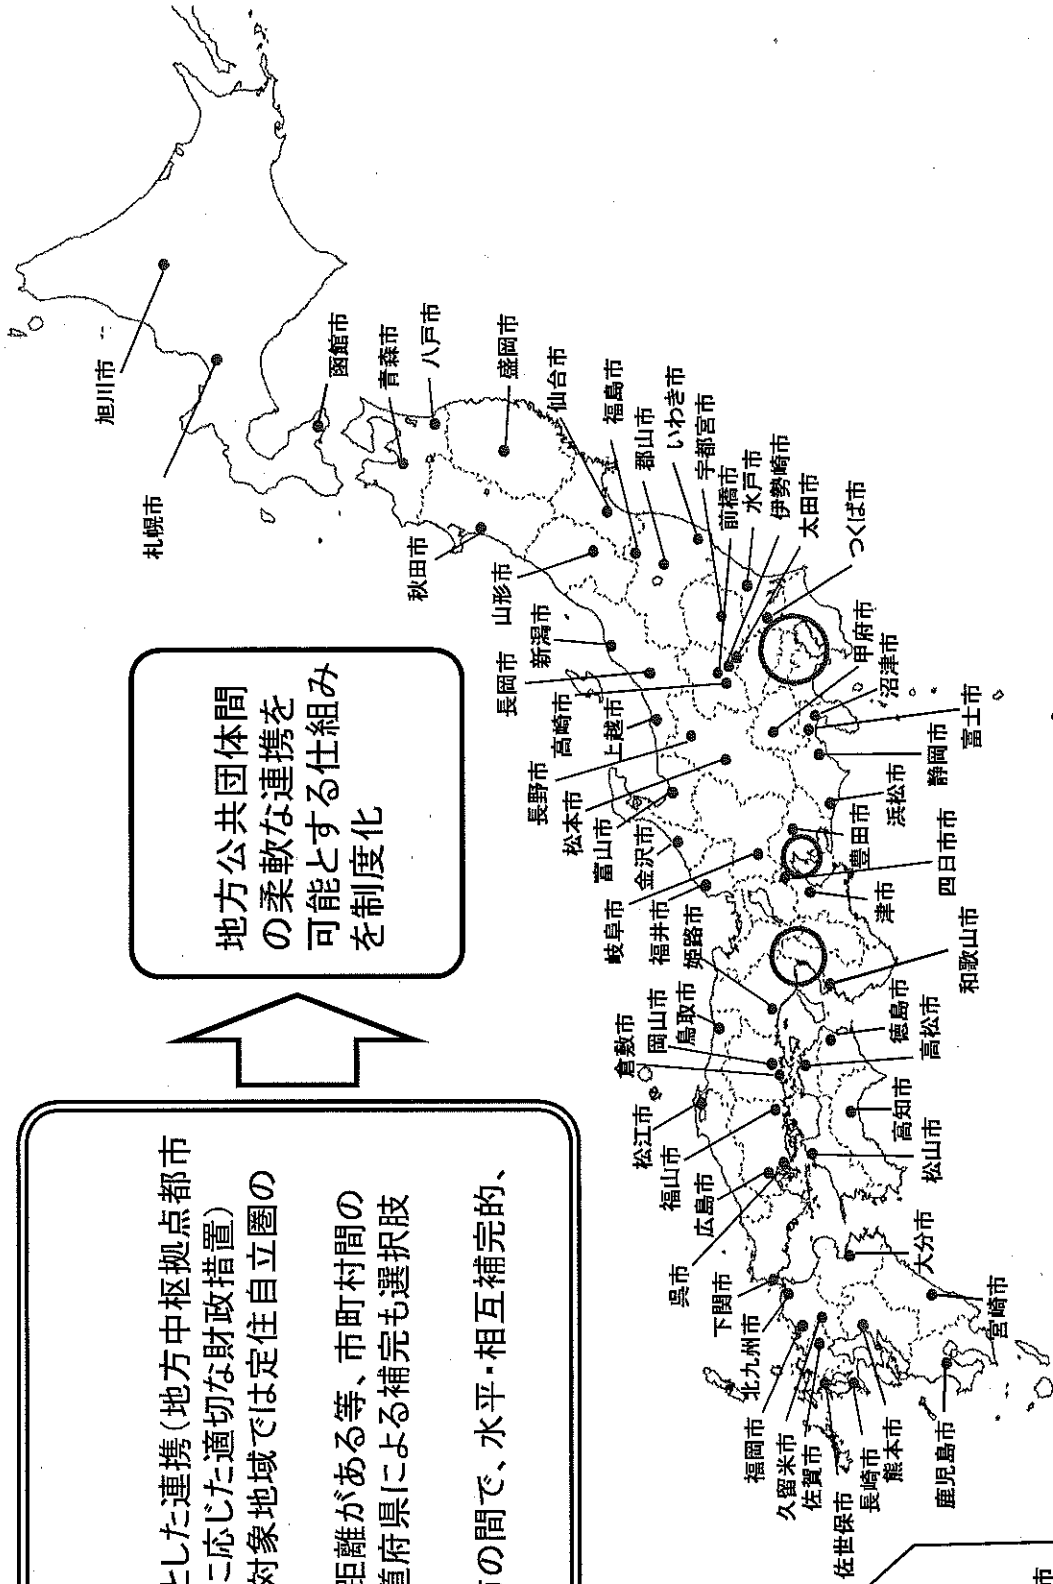 とした連携(地方中枢拠点都市
に応じた適切な財政措置)
対象地域では定住自立圏の
距離がある等、市町村間の
道府県による補完も選択肢
の間で、水平・相互補完的、
地方公共団体間
の柔軟な連携を
可能とする仕組み
を制度化
旭川市
札幌市
函館市
青森市
八戸市
盛岡市
秋田市
仙台市
山形市
福島市
新潟市
郡山市
長岡市
いわき市
宇都宮市
高崎市
前橋市
水戸市
上越市
伊勢崎市
太田市
長野市
つくば市
松本市
富山市
甲府市
金沢市
沼津市
富士市
静岡市
岐阜市
福井市
浜松市
豊田市
姫路市
四日市市
津市
和歌山市
鳥取市
岡山市
倉敷市
徳島市
高松市
松江市
福山市
高知市
広島市
松山市
呉市
下関市
大分市
北九州市
宮崎市
福岡市
久留米市
佐賀市
佐世保市
長崎市
熊本市
鹿児島市
市